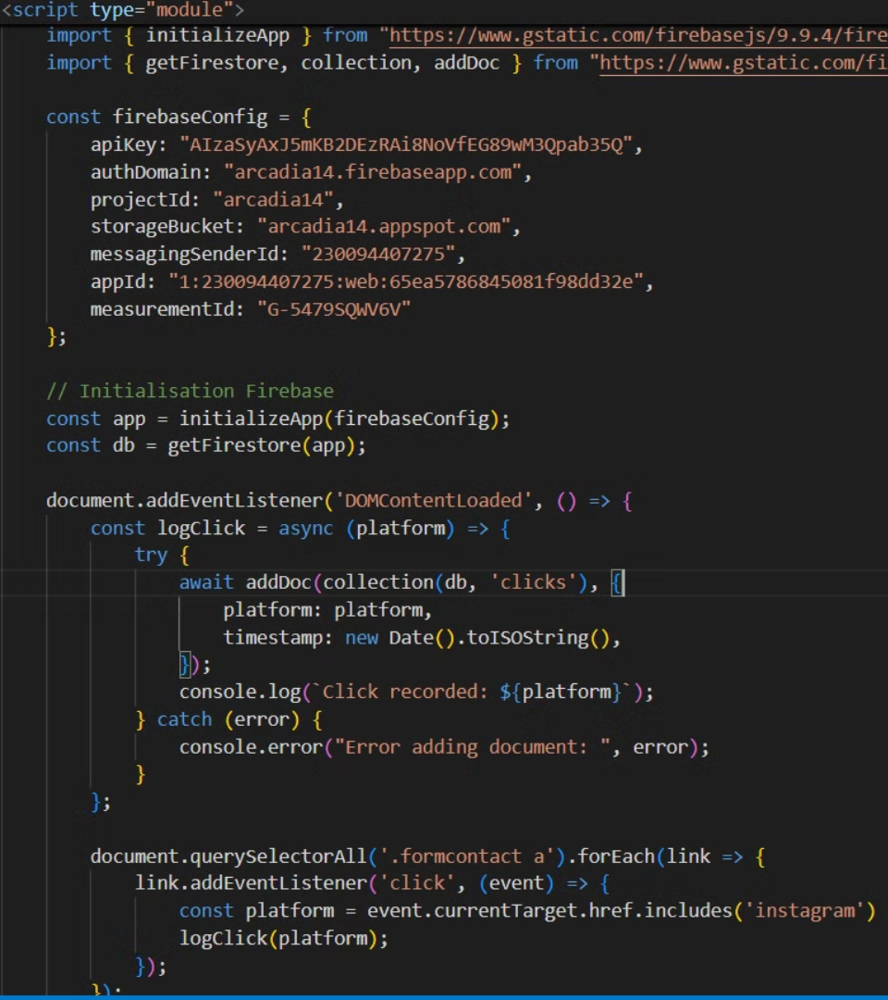 <script type="module">
import { initializeApp } from "https://www.gstatic.com/firebasejs/9.9.4/fire
import { getFirestore, collection, addDoc } from "https://www.gstatic.com/fi
const firebaseConfig = {
apiKey: "AIzaSyAxJ5mKB2DEzRAi8NoVfEG89wM3Qpab35Q",
authDomain: "arcadia14.firebaseapp.com",
projectId: "arcadia14",
storageBucket: "arcadia14.appspot.com",
messagingSenderId: "230094407275",
appId: "1:230094407275:web:65ea5786845081f98dd32e",
measurementId: "G-5479SQWV6V"
};
// Initialisation Firebase
const app = initializeApp(firebaseConfig);
const db = getFirestore(app);
document.addEventListener('DOMContentLoaded', () => {
const logClick = async (platform) => {
try {
await addDoc(collection(db, 'clicks'), {
platform: platform,
timestamp: new Date().toISOString(),
});
console.log(`Click recorded: ${platform}`);
} catch (error) {
console.error("Error adding document: ", error);
}
};
document.querySelectorAll('.formcontact a').forEach(link => {
link.addEventListener('click', (event) => {
const platform = event.currentTarget.href.includes('instagram')
logClick(platform);
});
});